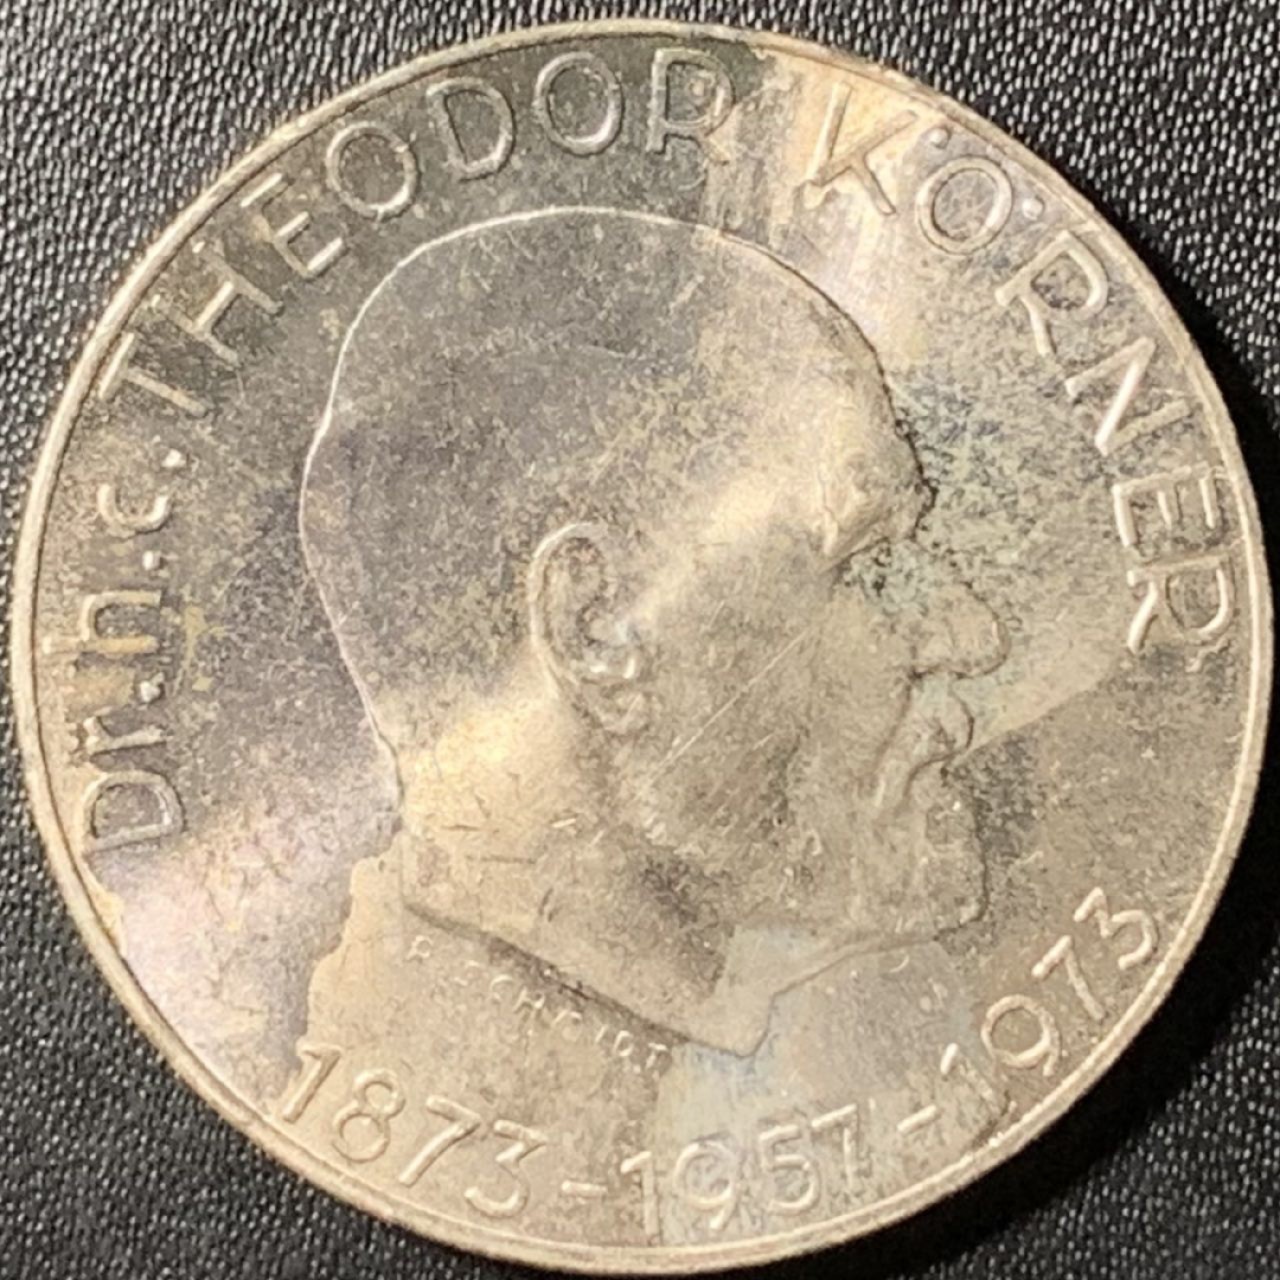 Dr. h. c. THEODOR KÖRNER
1873-1957-1973